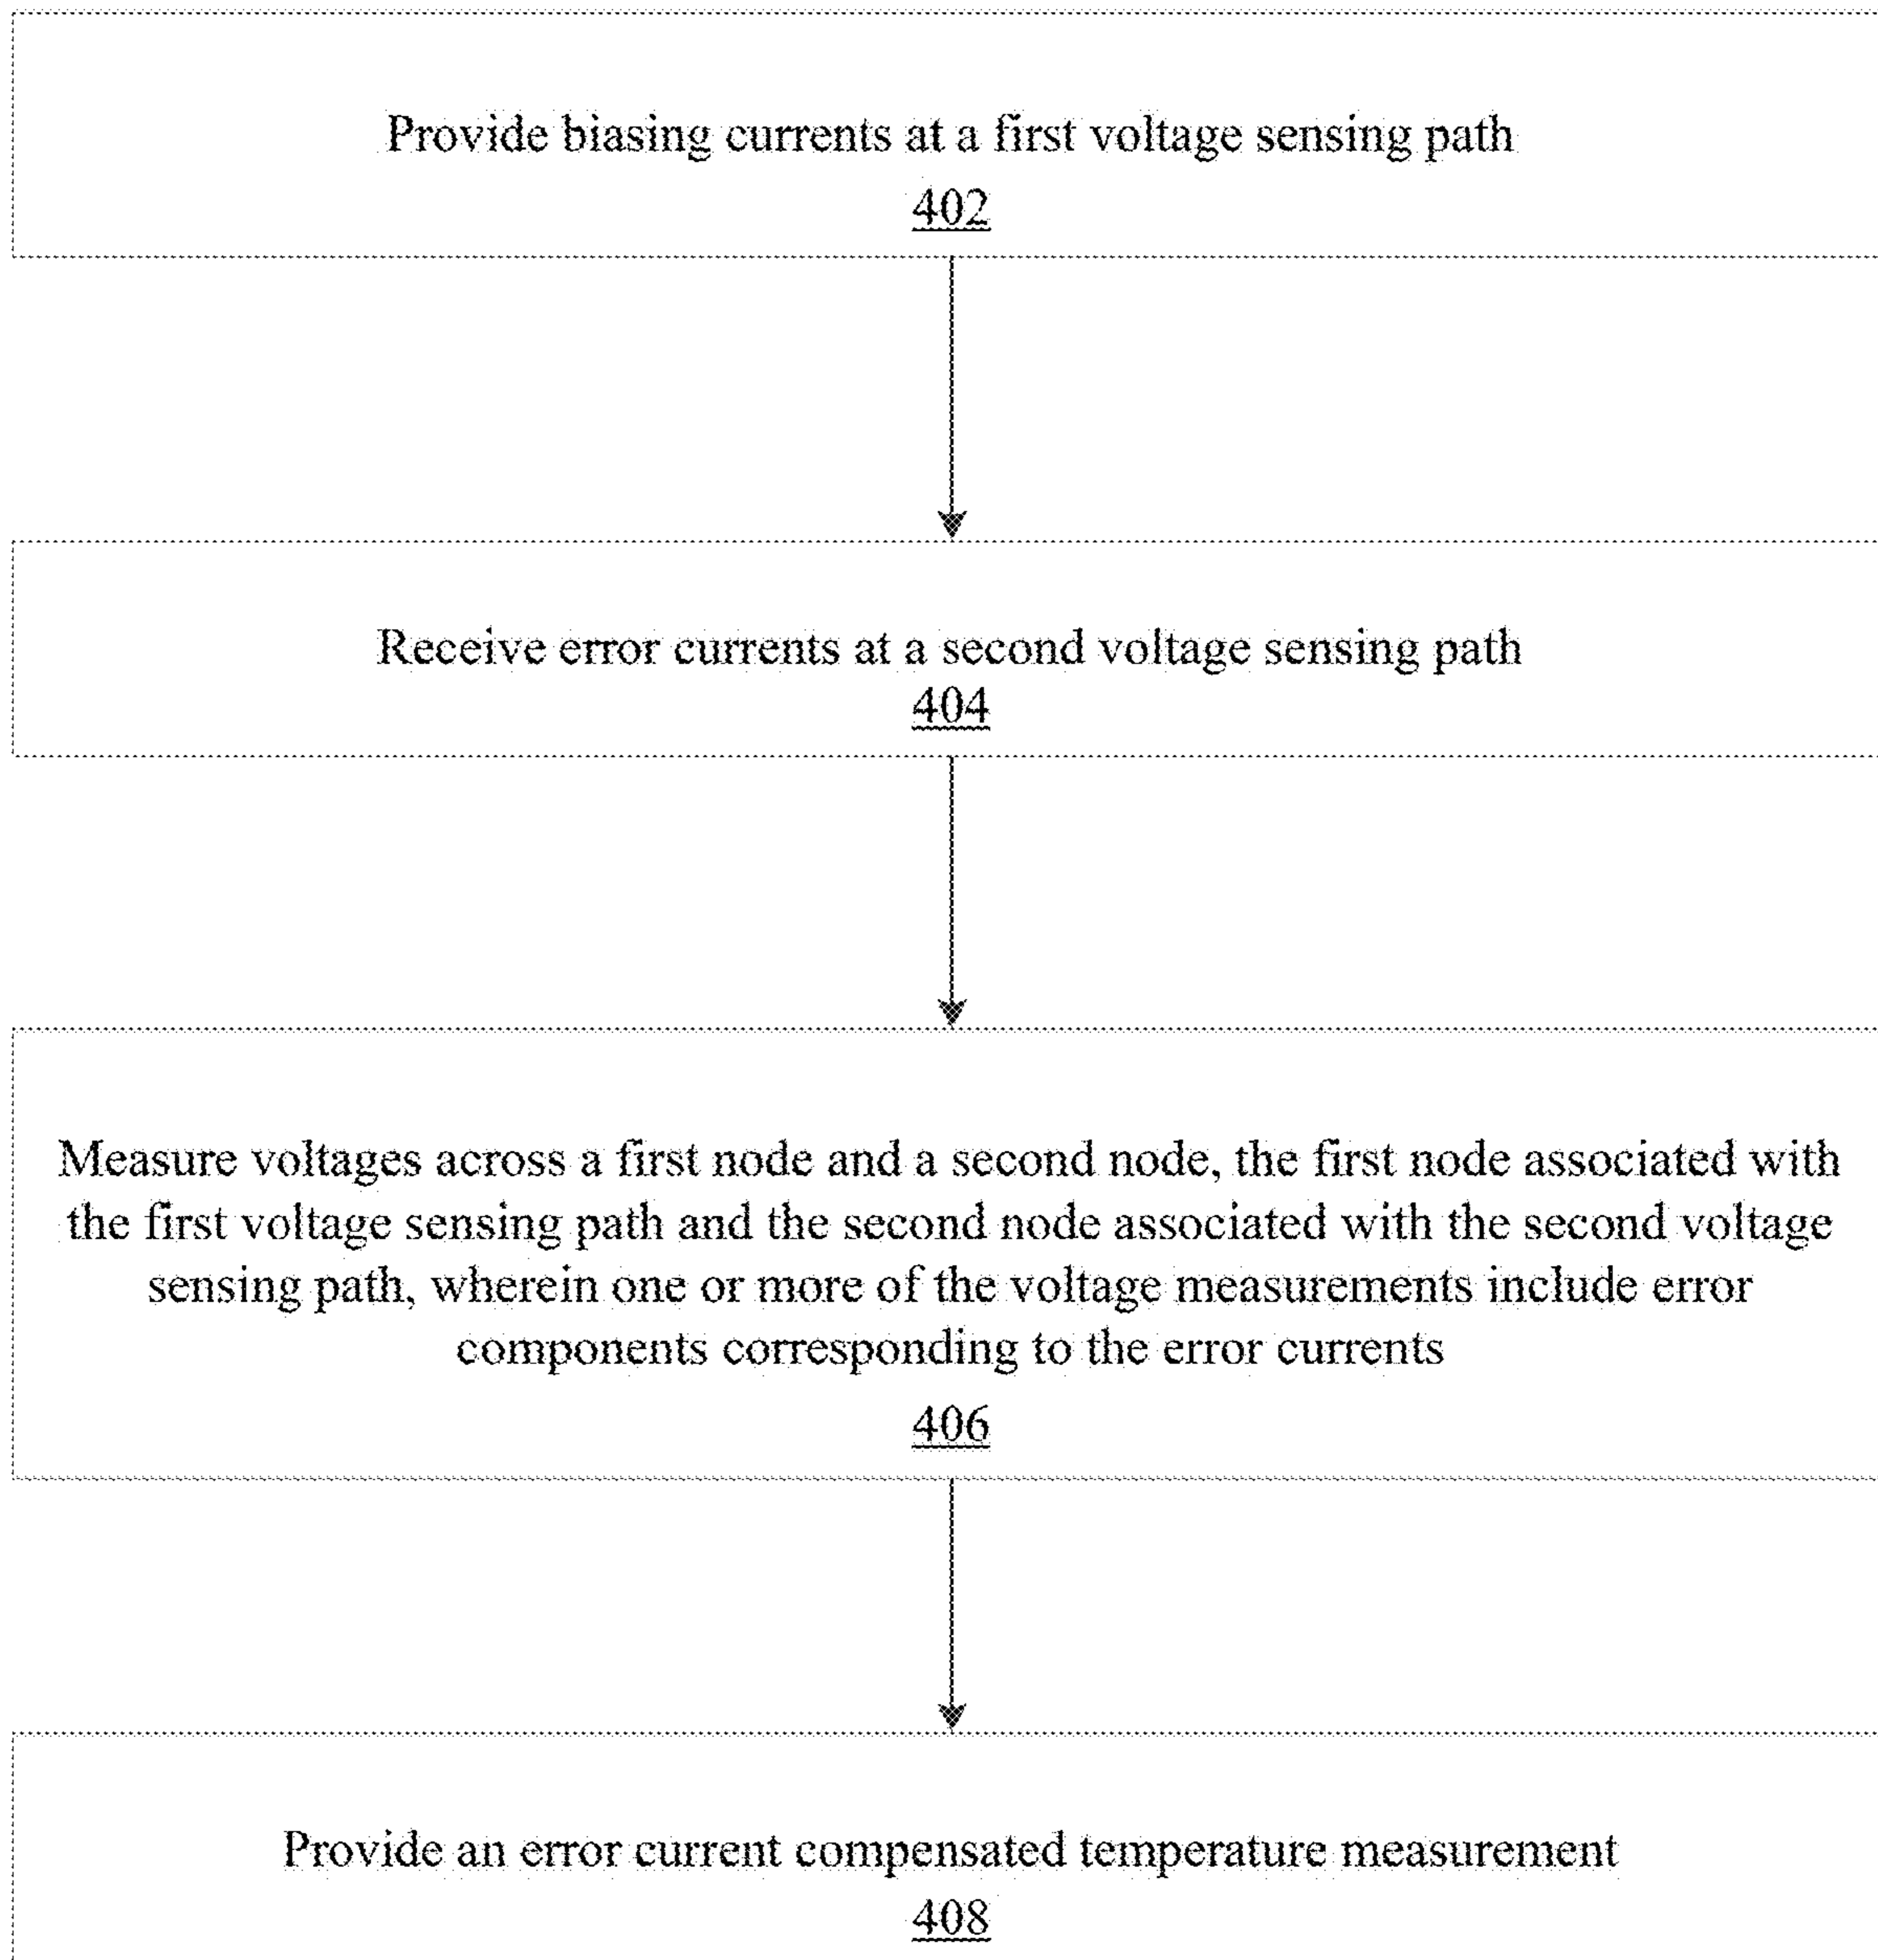 Provide biasing currents at a first voltage sensing path
402
Receive error currents at a second voltage sensing path
404
Measure voltages across a first node and a second node, the first node associated with
the first voltage sensing path and the second node associated with the second voltage
sensing path, wherein one or more of the voltage measurements include error
components corresponding to the error currents
406
Provide an error current compensated temperature measurement
408